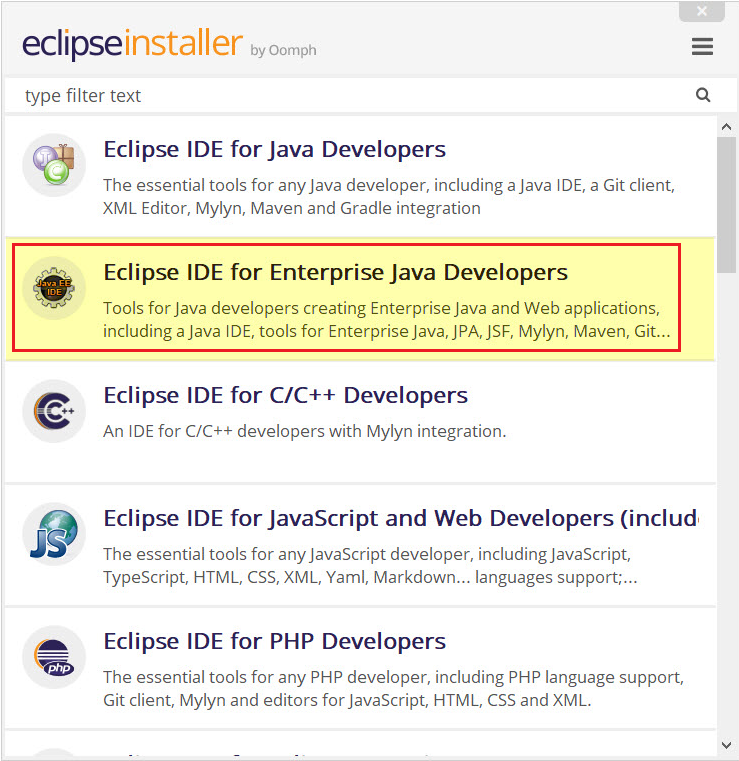 eclipseinstaller by Oomph
type filter text
Eclipse IDE for Java Developers
The essential tools for any Java developer, including a Java IDE, a Git client,
XML Editor, Mylyn, Maven and Gradle integration
Java EE
IDE
Eclipse IDE for Enterprise Java Developers
Tools for Java developers creating Enterprise Java and Web applications,
including a Java IDE, tools for Enterprise Java, JPA, JSF, Mylyn, Maven, Git...
C++
Eclipse IDE for C/C++ Developers
An IDE for C/C++ developers with Mylyn integration.
JS
Eclipse IDE for JavaScript and Web Developers (includ
The essential tools for any JavaScript developer, including JavaScript,
TypeScript, HTML, CSS, XML, Yaml, Markdown... languages support;...
php
Eclipse IDE for PHP Developers
The essential tools for any PHP developer, including PHP language support,
Git client, Mylyn and editors for JavaScript, HTML, CSS and XML.